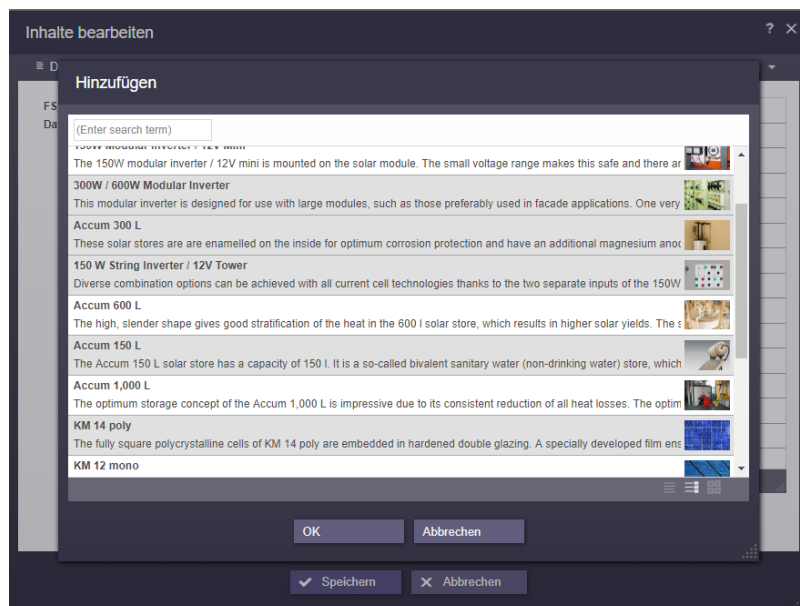 Inhalte bearbeiten
? ×
D
Hinzufügen
FS
Da
(Enter search term)
150W Modular Inverter / 12V Mini
The 150W modular inverter / 12V mini is mounted on the solar module. The small voltage range makes this safe and there ar
300W / 600W Modular Inverter
This modular inverter is designed for use with large modules, such as those preferably used in facade applications. One very
Accum 300 L
These solar stores are are enamelled on the inside for optimum corrosion protection and have an additional magnesium anod
150 W String Inverter / 12V Tower
Diverse combination options can be achieved with all current cell technologies thanks to the two separate inputs of the 150W
Accum 600 L
The high, slender shape gives good stratification of the heat in the 600 l solar store, which results in higher solar yields. The s
Accum 150 L
The Accum 150 L solar store has a capacity of 150 l. It is a so-called bivalent sanitary water (non-drinking water) store, which
Accum 1,000 L
The optimum storage concept of the Accum 1,000 L is impressive due to its consistent reduction of all heat losses. The optim
KM 14 poly
The fully square polycrystalline cells of KM 14 poly are embedded in hardened double glazing. A specially developed film ens
KM 12 mono
OK Abbrechen
Speichern Abbrechen